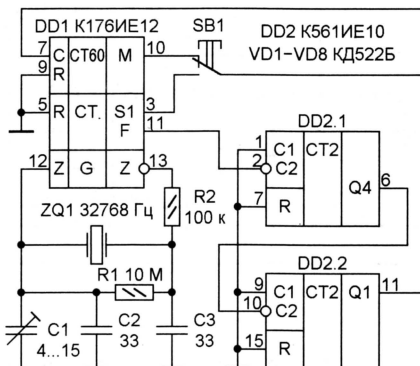 DD1 К176ИЕ12
SB1
DD2 К561ИЕ10
VD1-VD8 КД522Б
7 C CT60 M 10
9 R
5 R CT. S1 3
F 11
12 Z G Z 13
DD2.1
1 C1 CT2
2 C2
7 R
Q4 6
R2
100 к
ZQ1 32768 Гц
R1 10 М
C1
4...15
C2
33
C3
33
DD2.2
9 C1 CT2 Q1 11
10 C2
15 R